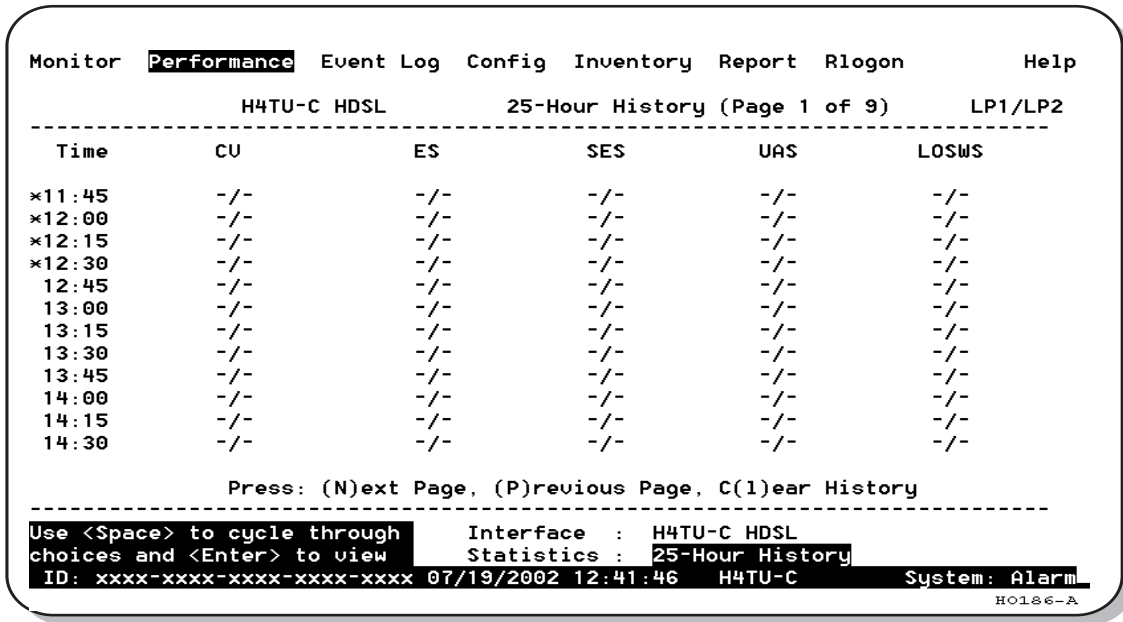 Monitor Performance Event Log Config Inventory Report Rlogon Help
H4TU-C HDSL 25-Hour History (Page 1 of 9) LP1/LP2
--------------------------------------------------------------------------------
Time CV ES SES UAS LOSWS
*11:45 -/- -/- -/- -/- -/-
*12:00 -/- -/- -/- -/- -/-
*12:15 -/- -/- -/- -/- -/-
*12:30 -/- -/- -/- -/- -/-
12:45 -/- -/- -/- -/- -/-
13:00 -/- -/- -/- -/- -/-
13:15 -/- -/- -/- -/- -/-
13:30 -/- -/- -/- -/- -/-
13:45 -/- -/- -/- -/- -/-
14:00 -/- -/- -/- -/- -/-
14:15 -/- -/- -/- -/- -/-
14:30 -/- -/- -/- -/- -/-
Press: (N)ext Page, (P)revious Page, C(l)ear History
--------------------------------------------------------------------------------
Use <Space> to cycle through Interface : H4TU-C HDSL
choices and <Enter> to view Statistics : 25-Hour History
ID: xxxx-xxxx-xxxx-xxxx-xxxx 07/19/2002 12:41:46 H4TU-C System: Alarm
HO186-A